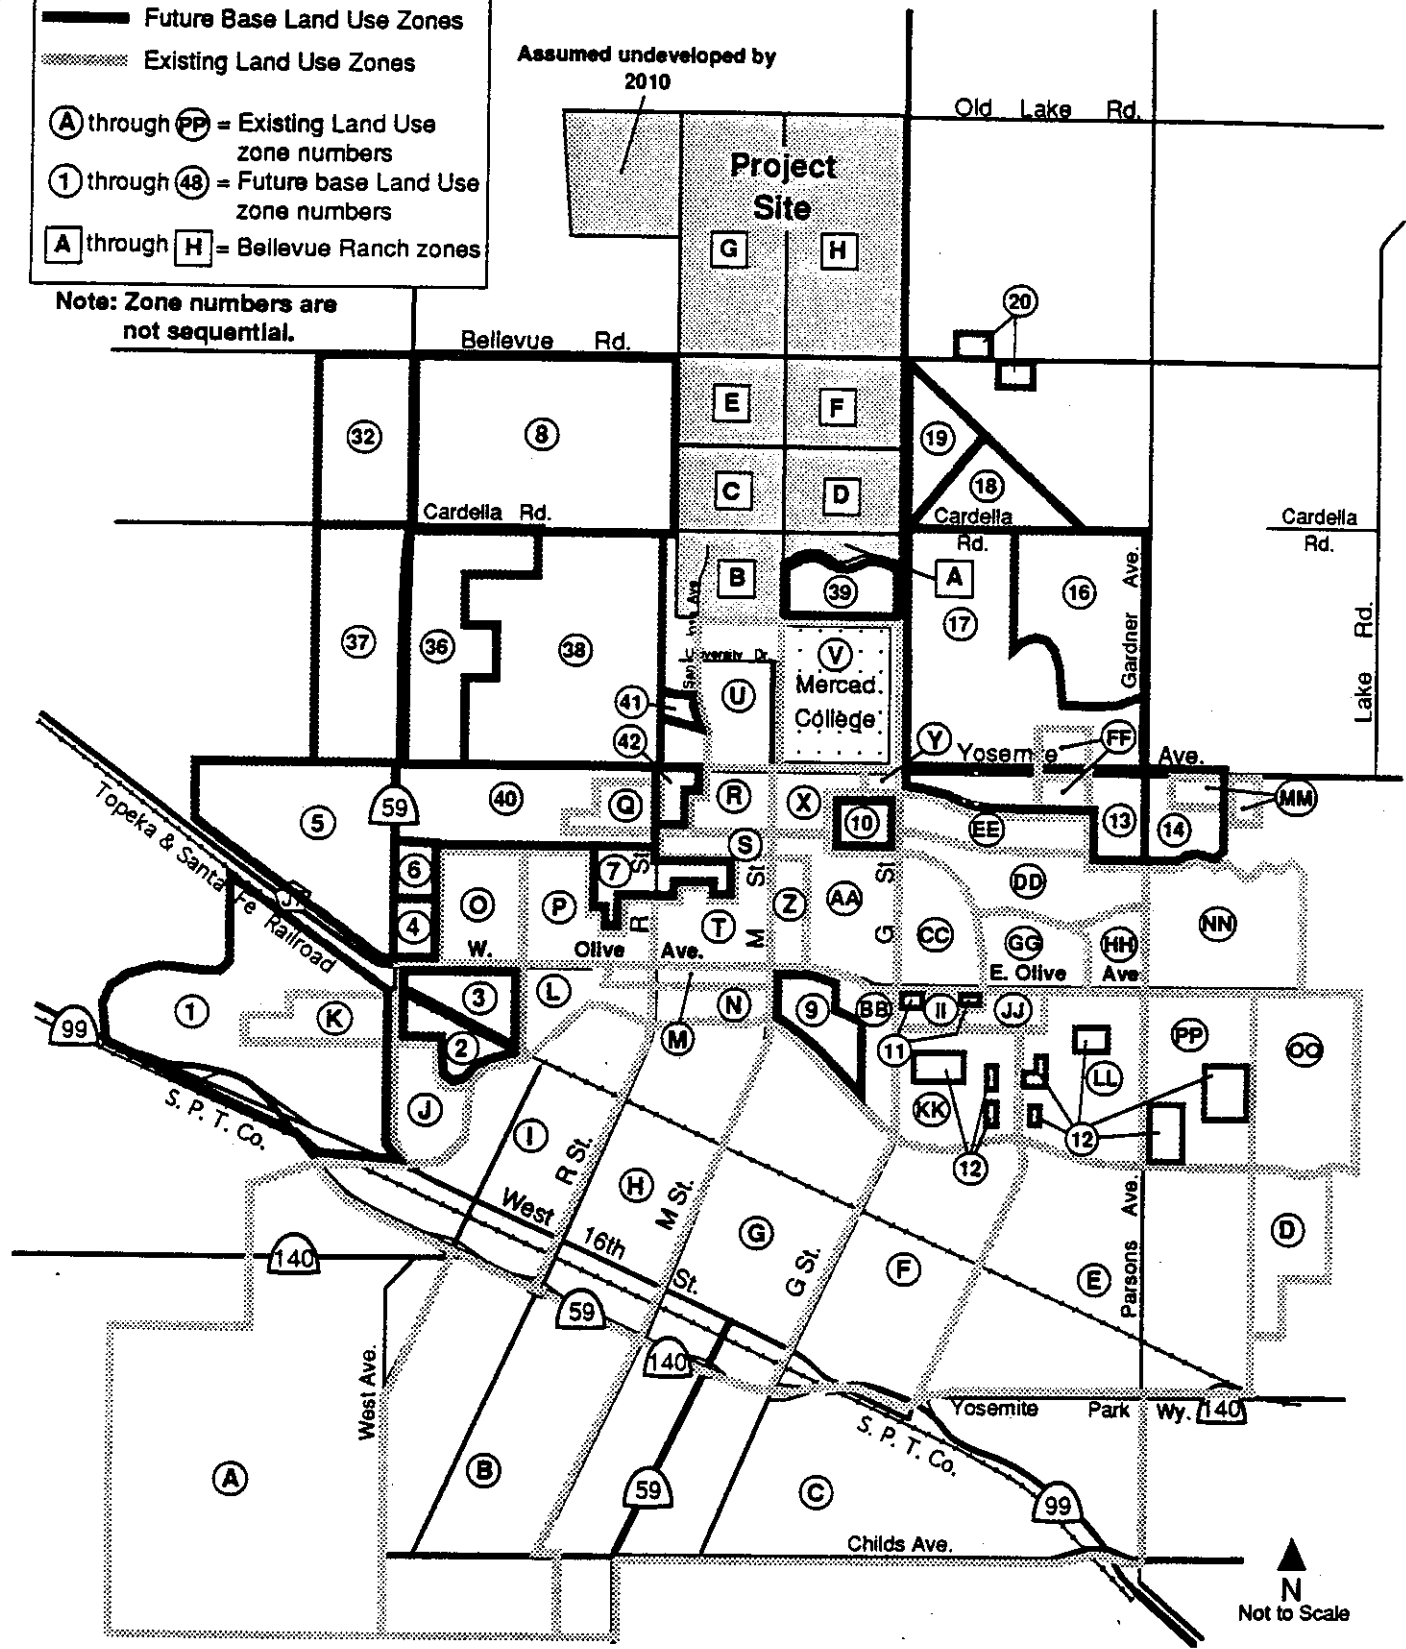 Future Base Land Use Zones
Existing Land Use Zones
A through PP = Existing Land Use
zone numbers
1 through 48 = Future base Land Use
zone numbers
A through H = Bellevue Ranch zones
Note: Zone numbers are
not sequential.
Assumed undeveloped by
2010
Old Lake Rd.
Project
Site
G H
20
Bellevue Rd.
E F
32 8 19
C D 18
Cardella Rd.
Cardella
Rd.
Cardella
Rd.
B A
39 16
17
Gardner Ave.
Lake Rd.
37 36 38
University Dr.
V
Merced
College
U
41
42
Y
FF
Yosemite Ave.
MM
Topeka & Santa Fe Railroad
5 59 40 Q R X 10 EE 13 14
S
6 7 R St M St G St
DD
O P Z AA
4 T CC GG HH NN
W. Olive Ave.
E. Olive Ave
3 L
1 K N 9 BB II JJ PP OO
99
2 M 11
LL
J KK
S. P. T. Co.
I 12 12
R St.
H M St.
West 16th St.
G G St.
F E D
Parsons Ave.
140
59
140
West Ave.
Yosemite Park Wy. 140
S. P. T. Co.
A B 59 C 99
Childs Ave.
N
Not to Scale